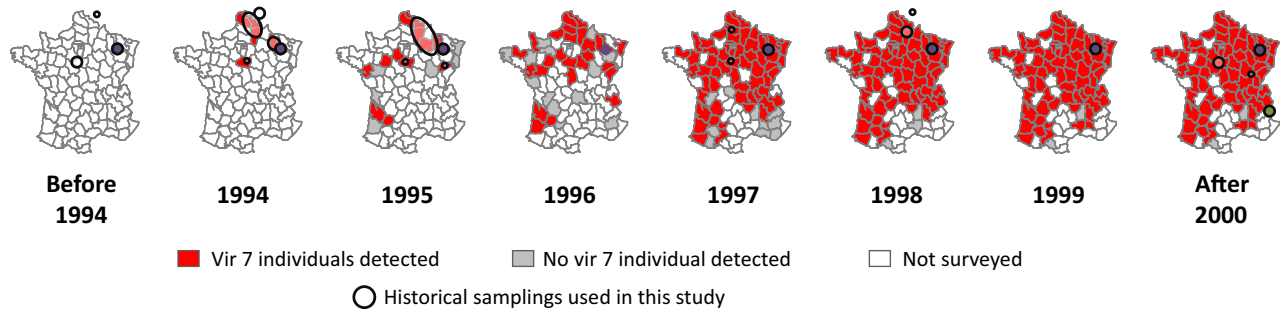 Before
1994
1994
1995
1996
1997
1998
1999
After
2000
Vir 7 individuals detected
No vir 7 individual detected
Not surveyed
Historical samplings used in this study